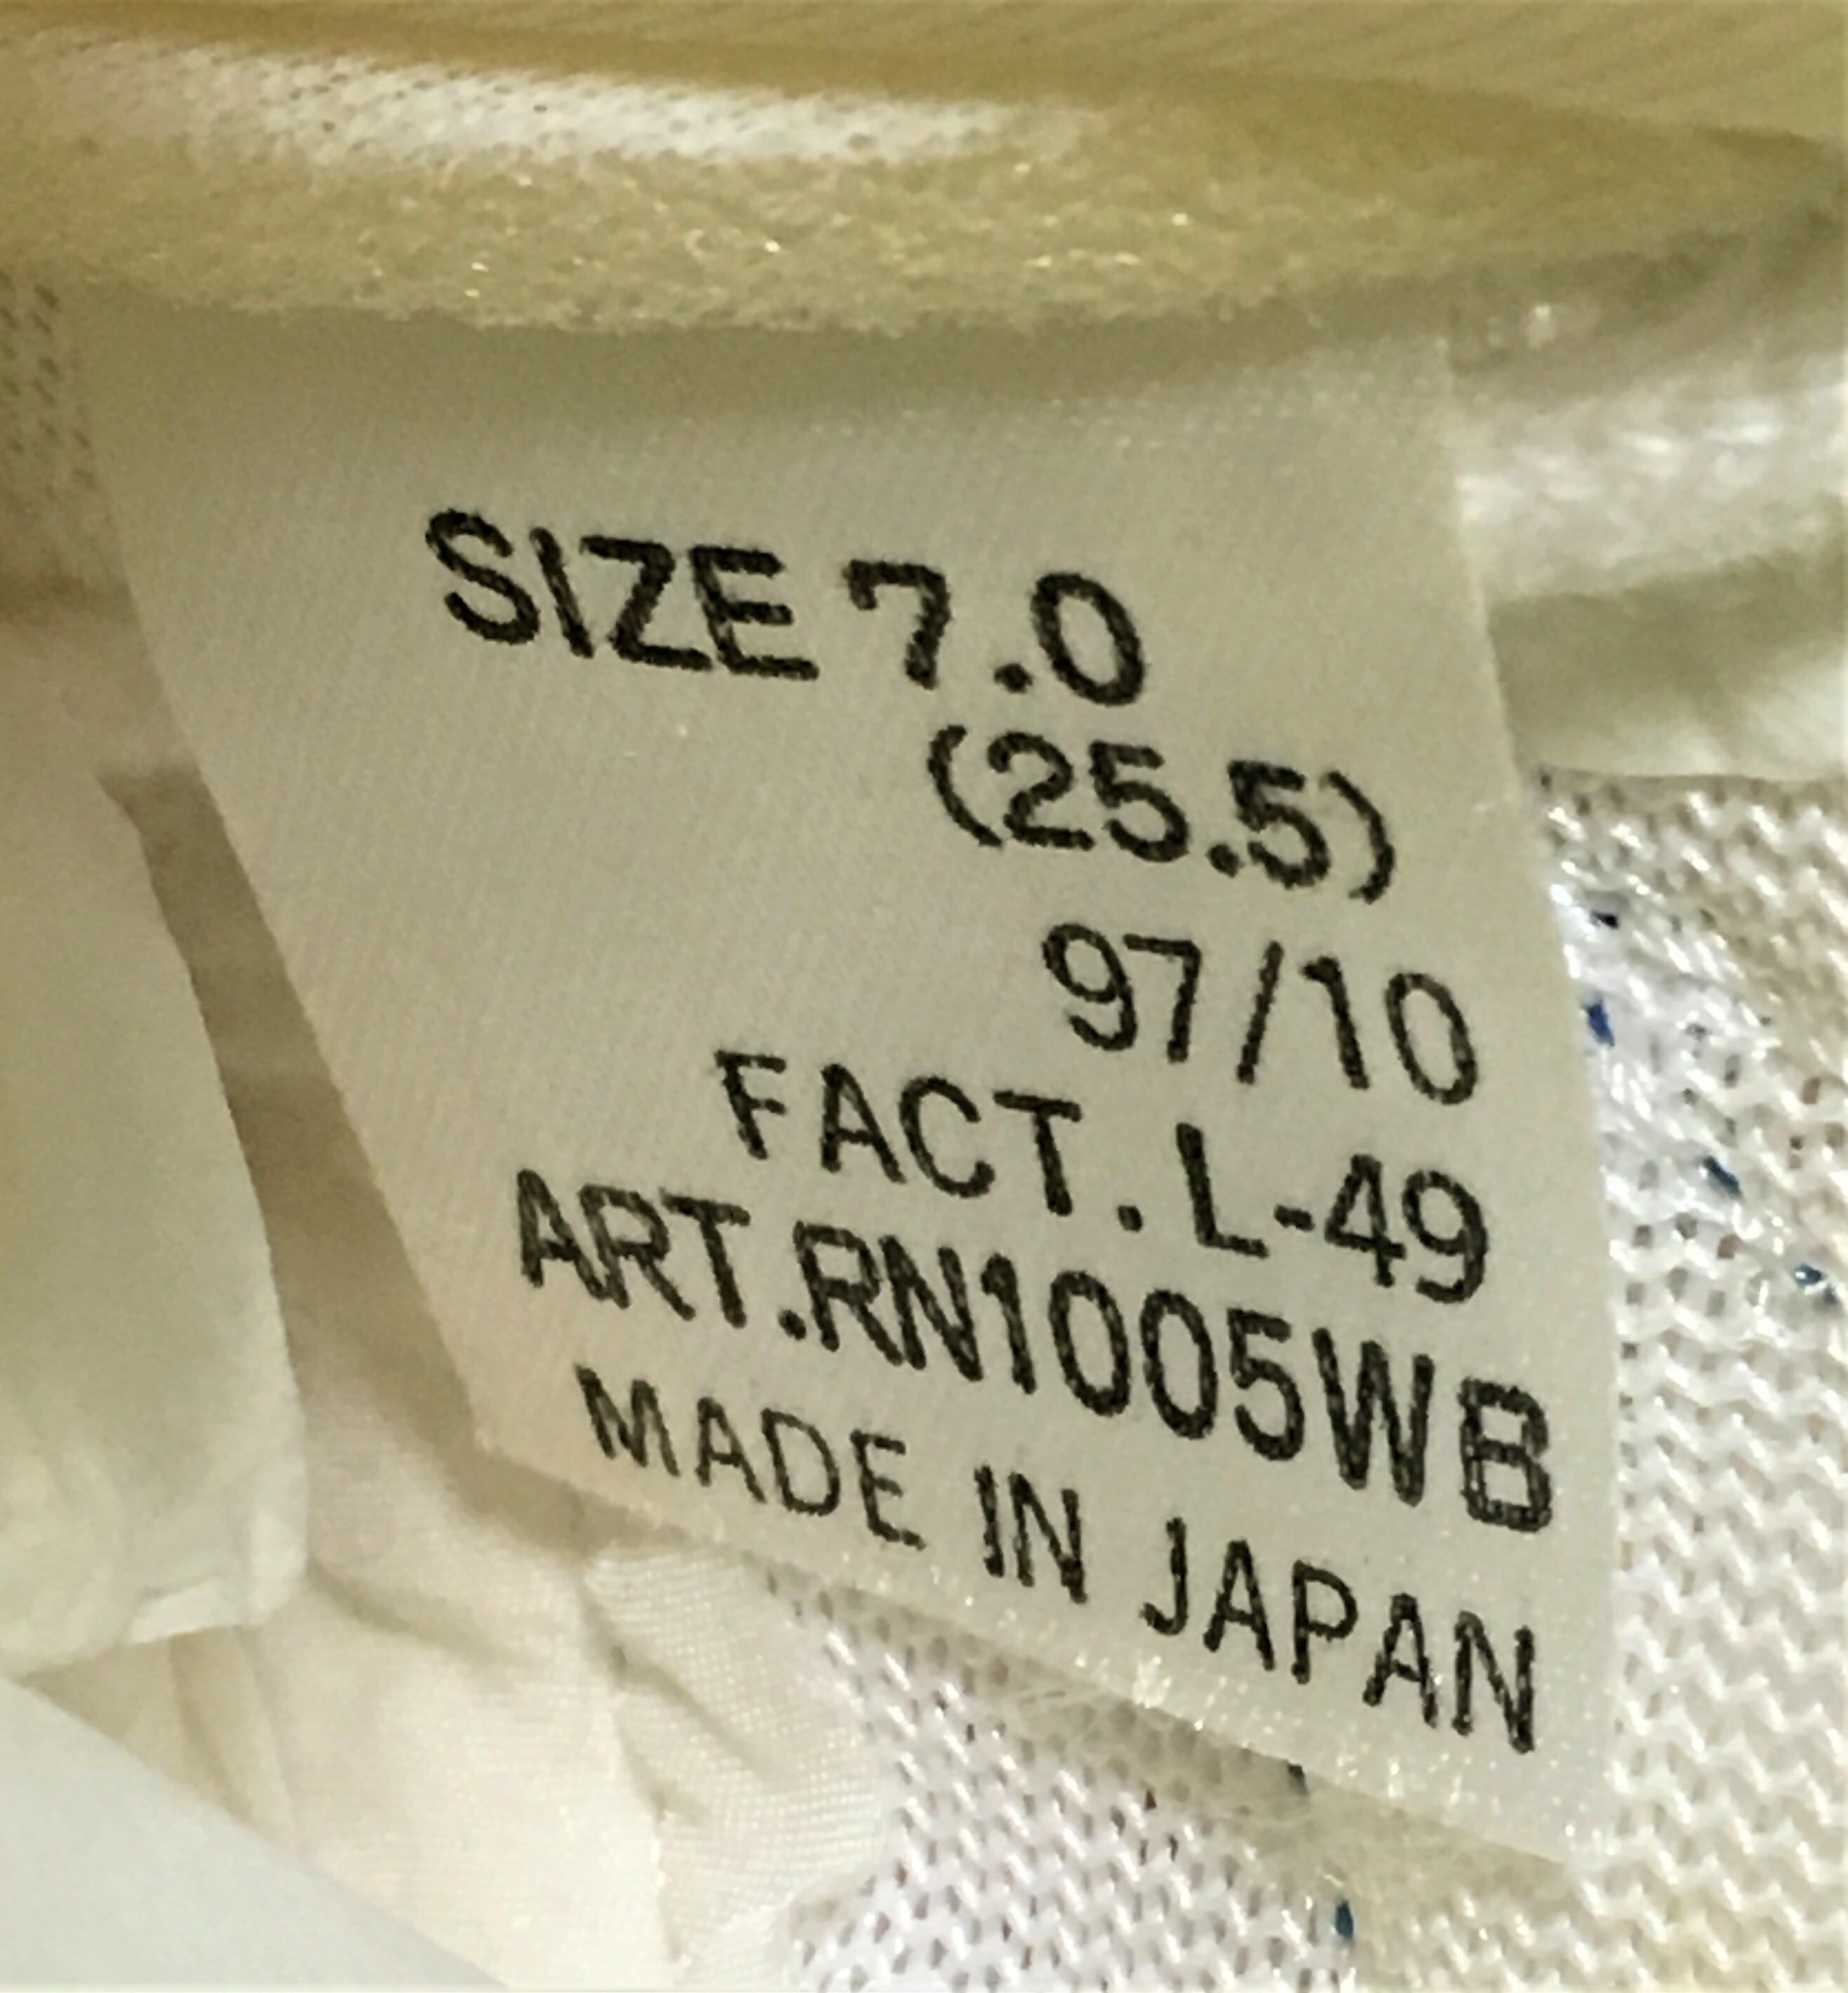 SIZE 7.0
(25.5)
97/10
FACT. L-49
ART.RN1005WB
MADE IN JAPAN